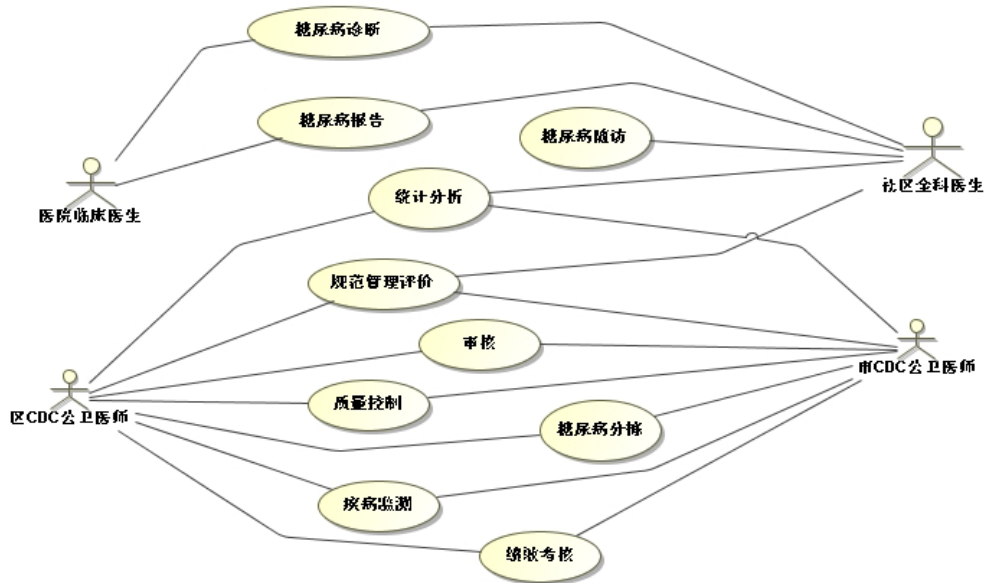 糖尿病诊断
糖尿病报告
糖尿病随访
社区全科医生
统计分析
医院临床医生
规范管理评价
审核
市CDC公卫医师
质量控制
区CDC公卫医师
糖尿病分拣
疾病监测
绩效考核